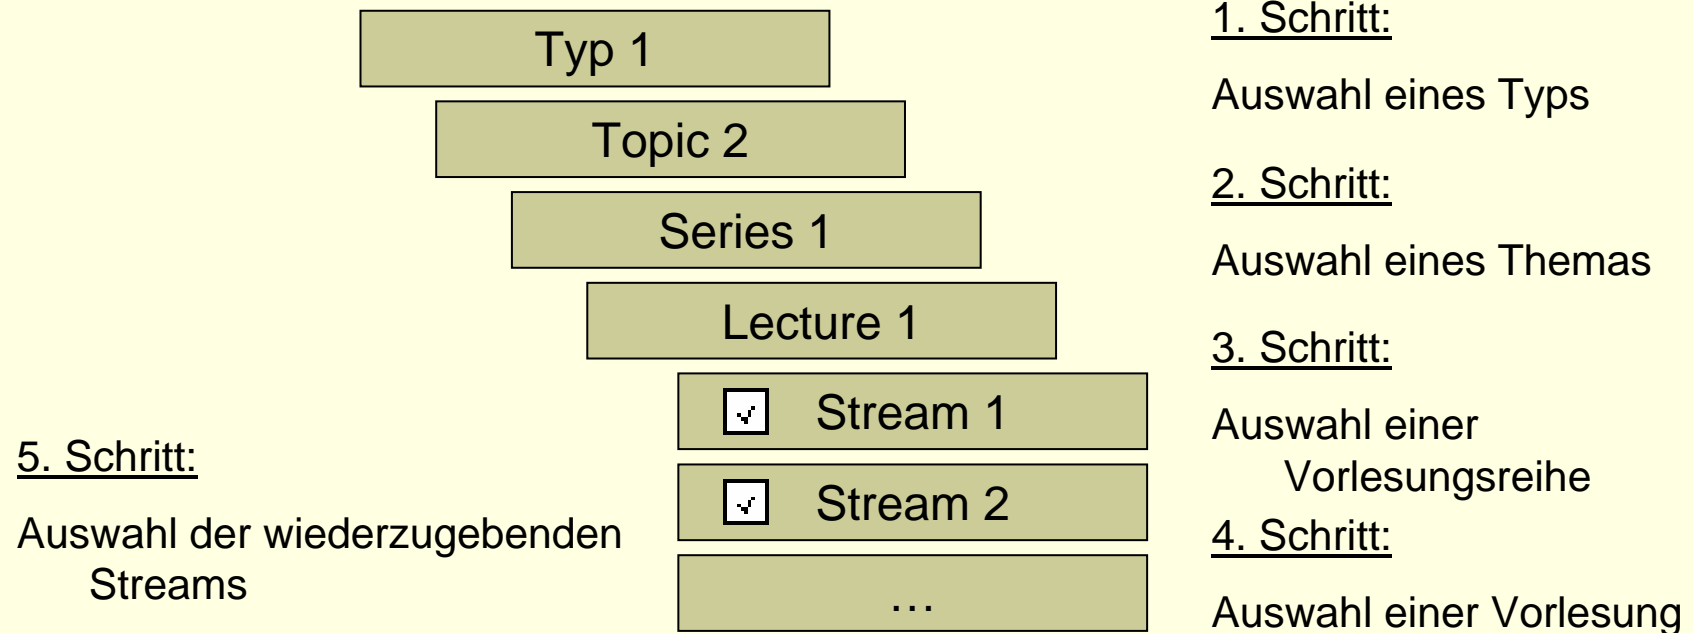 Typ 1
Topic 2
Series 1
Lecture 1
Stream 1
Stream 2
…
1. Schritt:
Auswahl eines Typs
2. Schritt:
Auswahl eines Themas
3. Schritt:
Auswahl einer
Vorlesungsreihe
4. Schritt:
Auswahl einer Vorlesung
5. Schritt:
Auswahl der wiederzugebenden
Streams